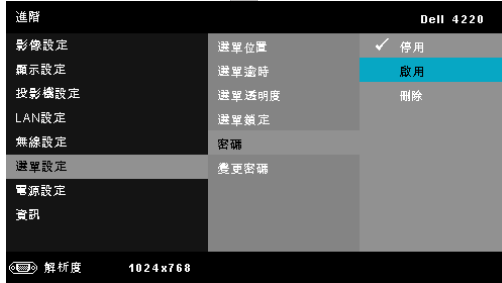 進階
Dell 4220
影像設定
顯示設定
投影機設定
LAN設定
無線設定
選單設定
電源設定
資訊
選單位置
選單逾時
選單透明度
選單鎖定
密碼
變更密碼
停用
啟用
刪除
解析度 1024x768